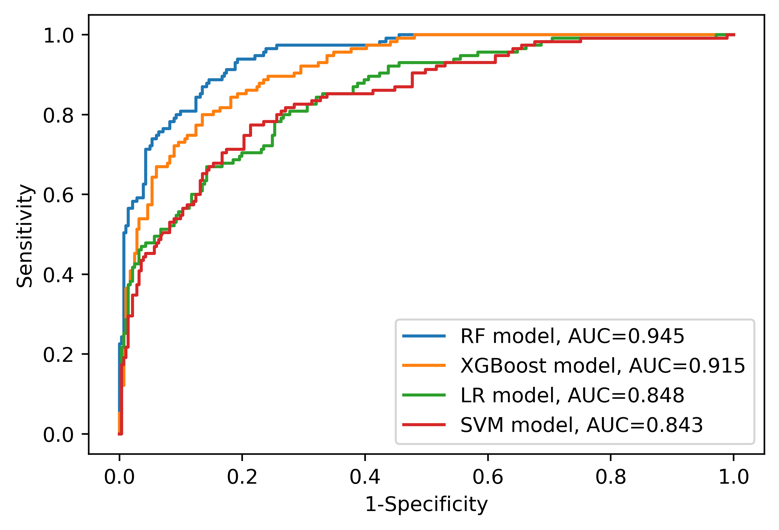 1.0
0.8
0.6
0.4
0.2
0.0
Sensitivity
RF model, AUC=0.945
XGBoost model, AUC=0.915
LR model, AUC=0.848
SVM model, AUC=0.843
0.0 0.2 0.4 0.6 0.8 1.0
1-Specificity